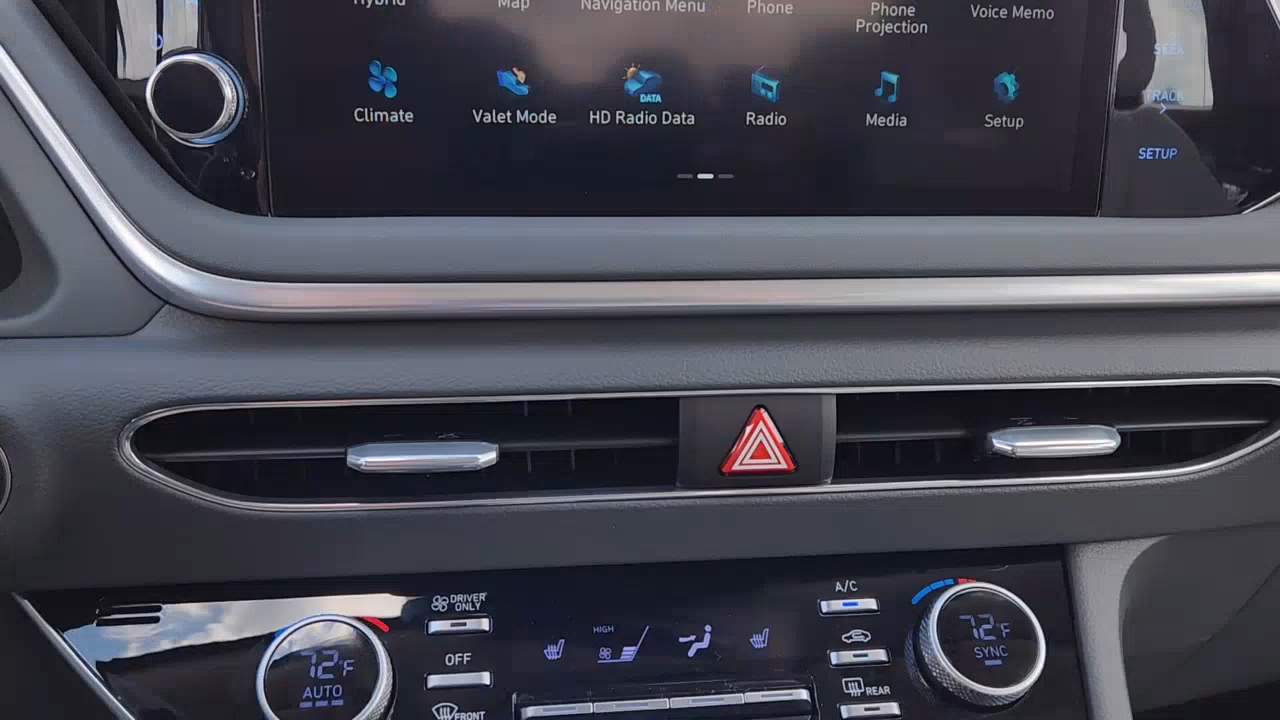 Hybrid
Map
Navigation Menu
Phone
Phone
Projection
Voice Memo
SEEK
TRACK
Climate
Valet Mode
DATA
HD Radio Data
Radio
Media
Setup
SETUP
A/C
DRIVER
ONLY
HIGH
72°F
AUTO
OFF
72°F
SYNC
REAR
FRONT